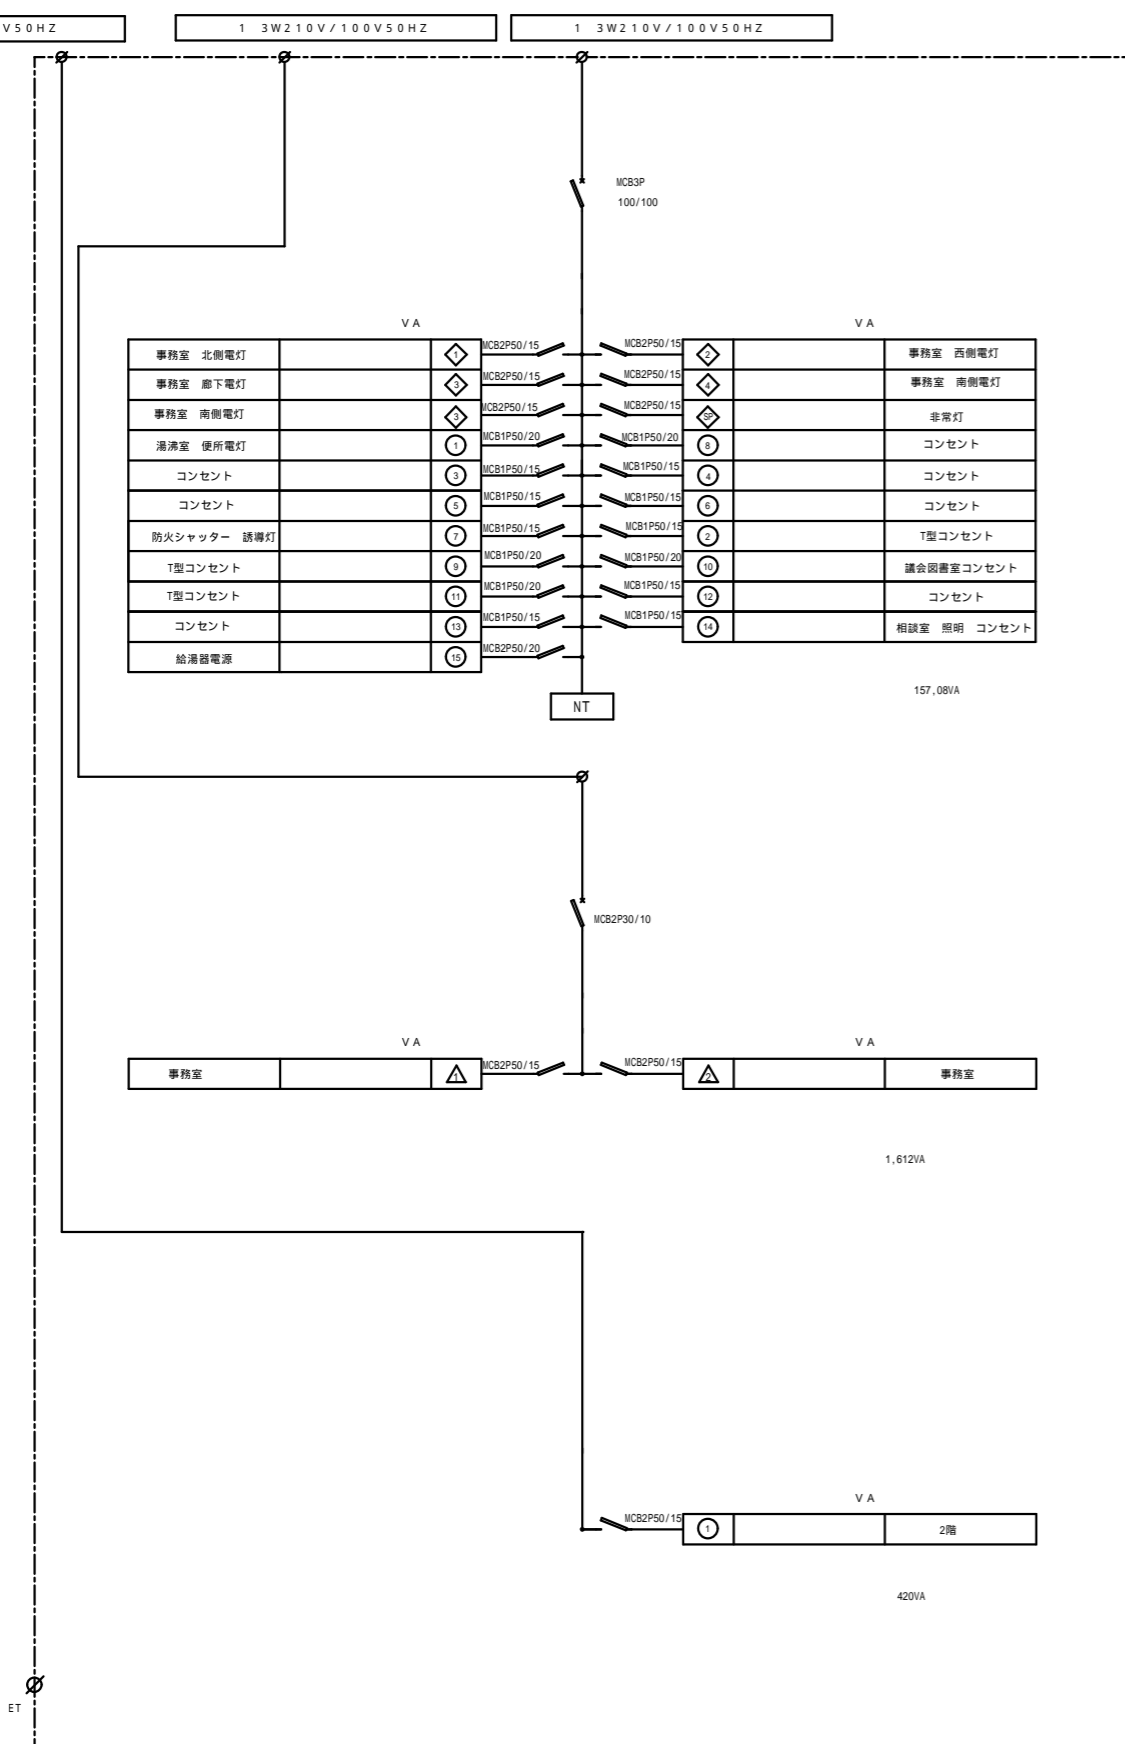 V50HZ
1 3W210V/100V50HZ
1 3W210V/100V50HZ
MCB3P
100/100
VA
VA
事務室 北側電灯 1 MCB2P50/15 MCB2P50/15 2 事務室 西側電灯
事務室 廊下電灯 3 MCB2P50/15 MCB2P50/15 4 事務室 南側電灯
事務室 南側電灯 3 MCB2P50/15 MCB2P50/15 SP 非常灯
湯沸室 便所電灯 1 MCB1P50/20 MCB1P50/20 8 コンセント
コンセント 3 MCB1P50/15 MCB1P50/15 4 コンセント
コンセント 5 MCB1P50/15 MCB1P50/15 6 コンセント
防火シャッター 誘導灯 7 MCB1P50/15 MCB1P50/15 2 T型コンセント
T型コンセント 9 MCB1P50/20 MCB1P50/20 10 議会図書室コンセント
T型コンセント 11 MCB1P50/20 MCB1P50/15 12 コンセント
コンセント 13 MCB1P50/15 MCB1P50/15 14 相談室 照明 コンセント
給湯器電源 15 MCB2P50/20
157,08VA
NT
MCB2P30/10
VA
VA
事務室 1 MCB2P50/15 MCB2P50/15 2 事務室
1,612VA
VA
MCB2P50/15 1 2階
420VA
ET